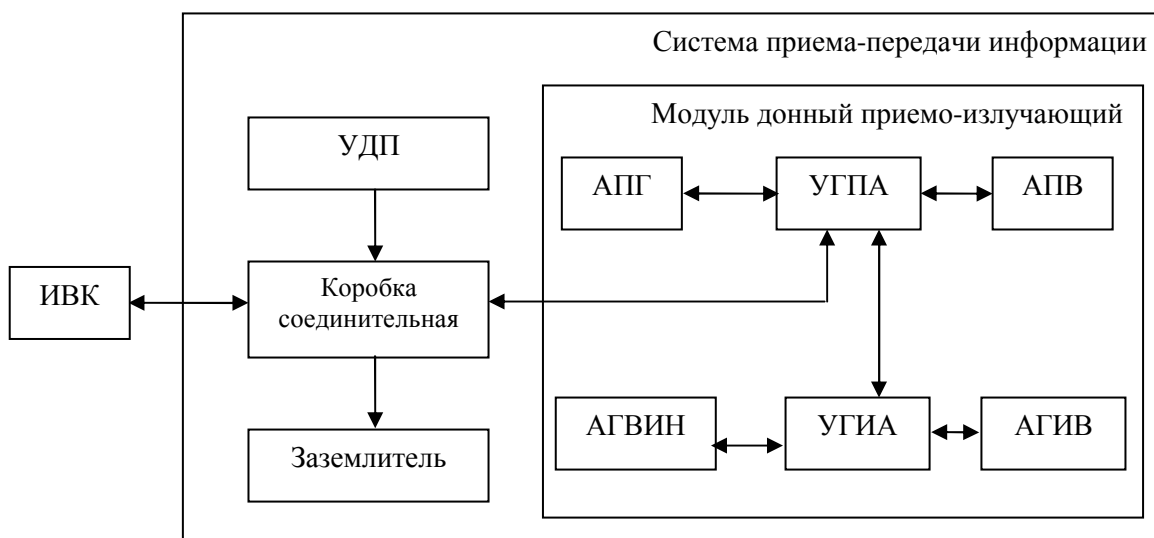 Система приема-передачи информации
Модуль донный приемо-излучающий
УДП
АПГ
УГПА
АПВ
ИВК
Коробка
соединительная
АГВИН
УГИА
АГИВ
Заземлитель